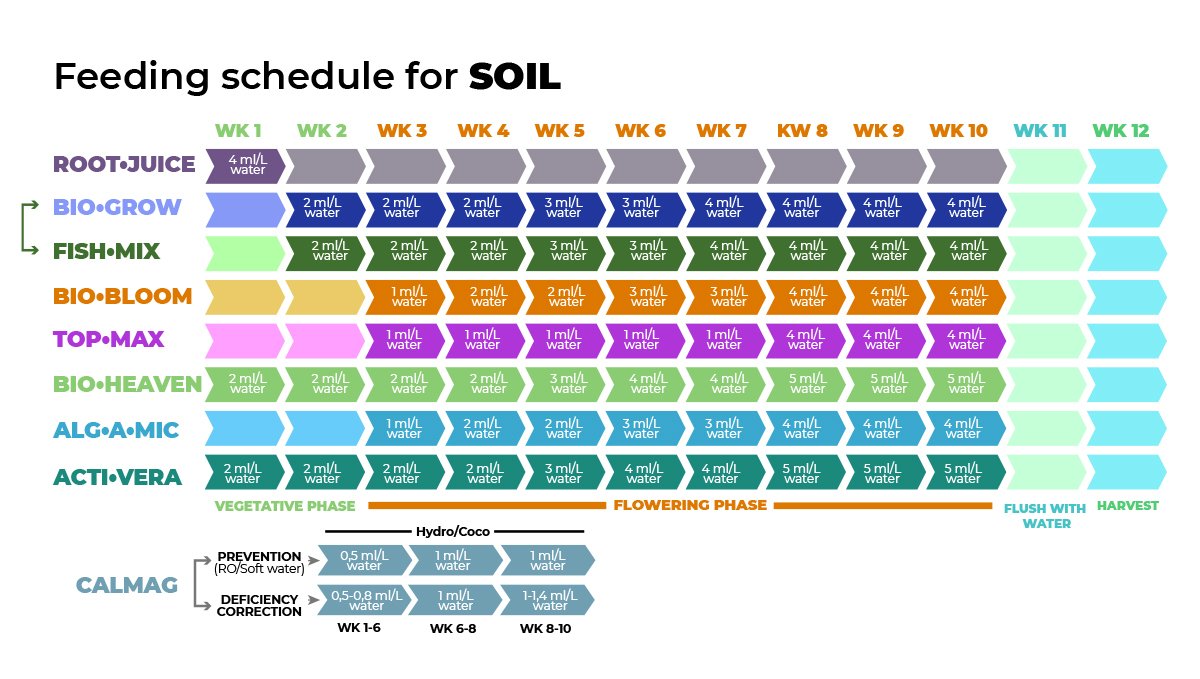 Feeding schedule for SOIL
WK 1 WK 2 WK 3 WK 4 WK 5 WK 6 WK 7 KW 8 WK 9 WK 10 WK 11 WK 12
ROOT•JUICE 4 ml/L water
BIO•GROW 2 ml/L water 2 ml/L water 2 ml/L water 3 ml/L water 3 ml/L water 4 ml/L water 4 ml/L water 4 ml/L water 4 ml/L water
FISH•MIX 2 ml/L water 2 ml/L water 2 ml/L water 3 ml/L water 3 ml/L water 4 ml/L water 4 ml/L water 4 ml/L water 4 ml/L water
BIO•BLOOM 1 ml/L water 2 ml/L water 2 ml/L water 3 ml/L water 3 ml/L water 4 ml/L water 4 ml/L water 4 ml/L water
TOP•MAX 1 ml/L water 1 ml/L water 1 ml/L water 1 ml/L water 1 ml/L water 4 ml/L water 4 ml/L water 4 ml/L water
BIO•HEAVEN 2 ml/L water 2 ml/L water 2 ml/L water 2 ml/L water 3 ml/L water 4 ml/L water 4 ml/L water 5 ml/L water 5 ml/L water 5 ml/L water
ALG•A•MIC 1 ml/L water 2 ml/L water 2 ml/L water 3 ml/L water 3 ml/L water 4 ml/L water 4 ml/L water 4 ml/L water
ACTI•VERA 2 ml/L water 2 ml/L water 2 ml/L water 2 ml/L water 3 ml/L water 4 ml/L water 4 ml/L water 5 ml/L water 5 ml/L water 5 ml/L water
VEGETATIVE PHASE FLOWERING PHASE FLUSH WITH WATER HARVEST
Hydro/Coco
CALMAG
PREVENTION (RO/Soft water) 0,5 ml/L water 1 ml/L water 1 ml/L water
DEFICIENCY CORRECTION 0,5-0,8 ml/L water 1 ml/L water 1-1,4 ml/L water
WK 1-6 WK 6-8 WK 8-10